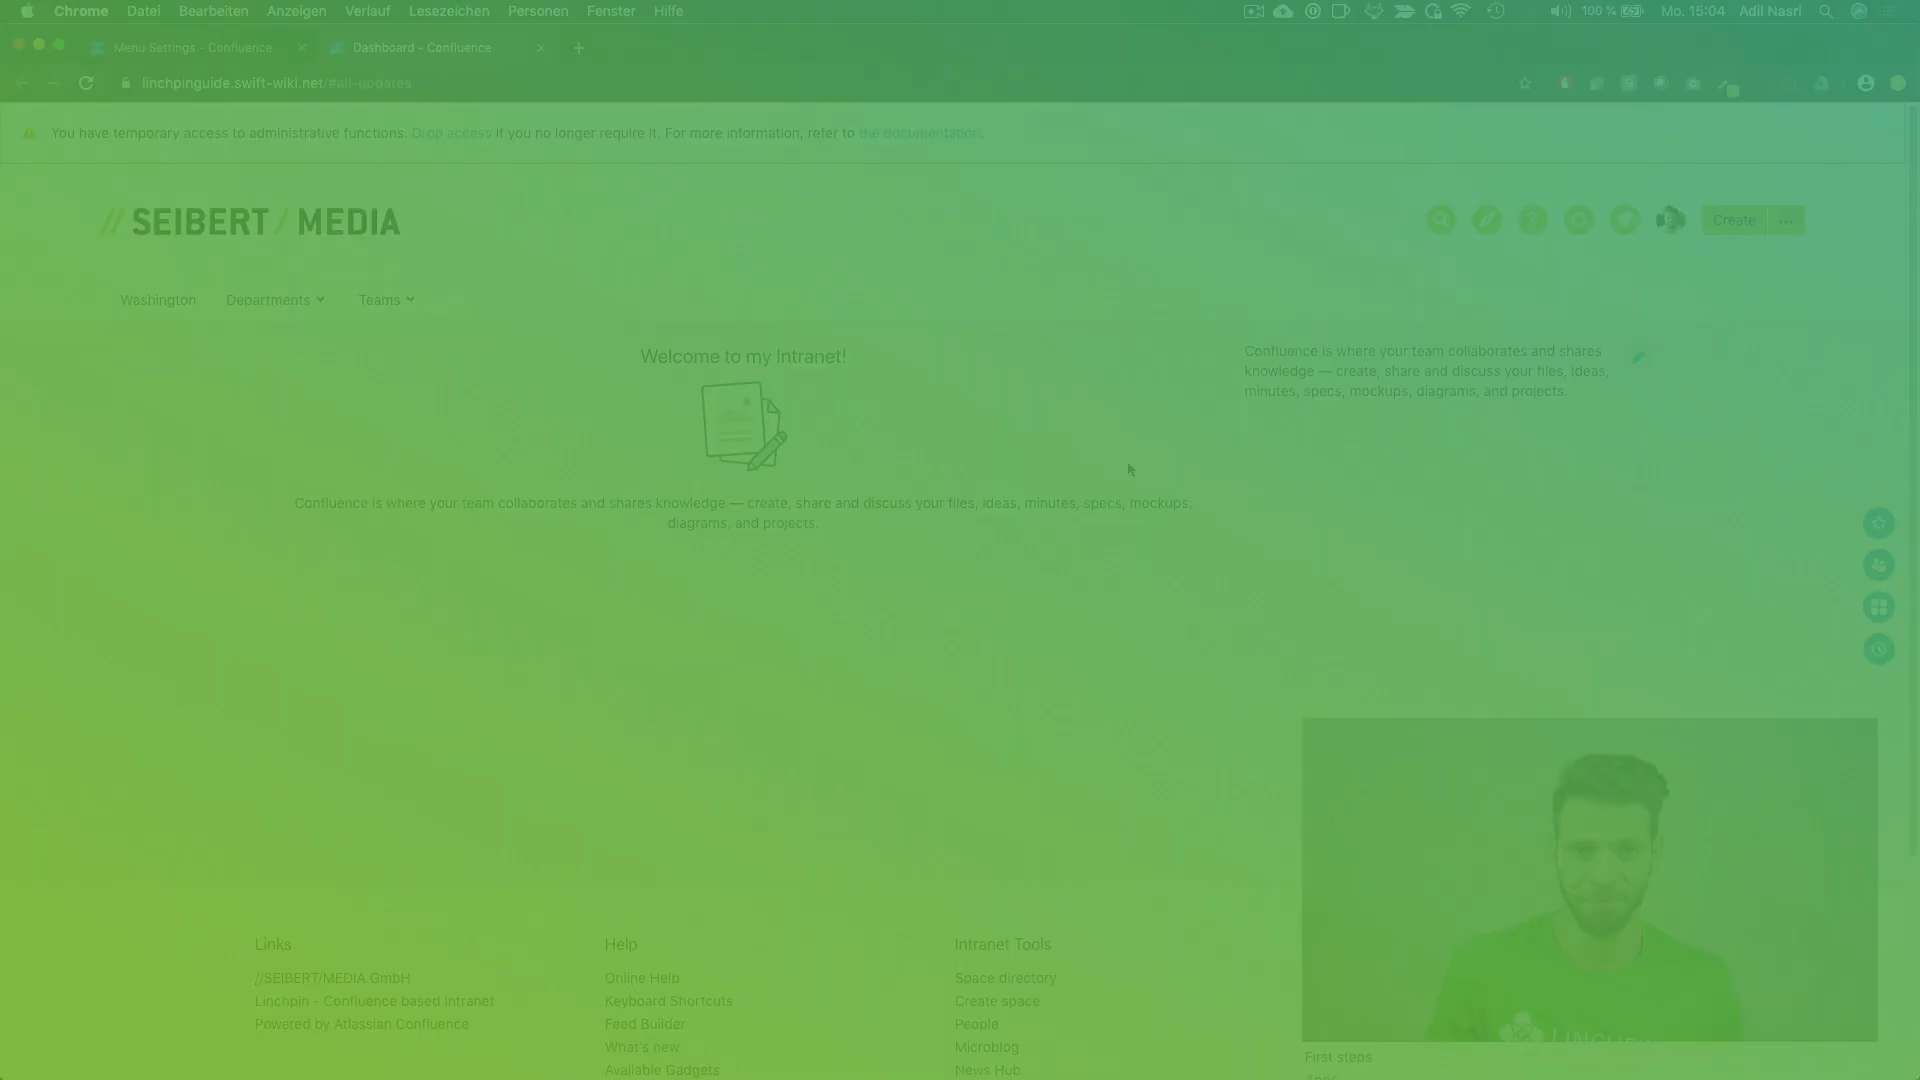 Chrome Datei Bearbeiten Anzeigen Verlauf Lesezeichen Personen Fenster Hilfe 100 % Mo. 15:04 Adil Nasri
Menu Settings - Confluence Dashboard - Confluence
linchpinguide.swift-wiki.net/#all-updates
You have temporary access to administrative functions. Drop access if you no longer require it. For more information, refer to the documentation.
// SEIBERT / MEDIA
Create ...
Washington Departments Teams
Welcome to my Intranet!
Confluence is where your team collaborates and shares
knowledge — create, share and discuss your files, ideas,
minutes, specs, mockups, diagrams, and projects.
Confluence is where your team collaborates and shares knowledge — create, share and discuss your files, ideas, minutes, specs, mockups,
diagrams, and projects.
Links
//SEIBERT/MEDIA GmbH
Linchpin - Confluence based intranet
Powered by Atlassian Confluence
Help
Online Help
Keyboard Shortcuts
Feed Builder
What's new
Available Gadgets
Intranet Tools
Space directory
Create space
People
Microblog
News Hub
First steps